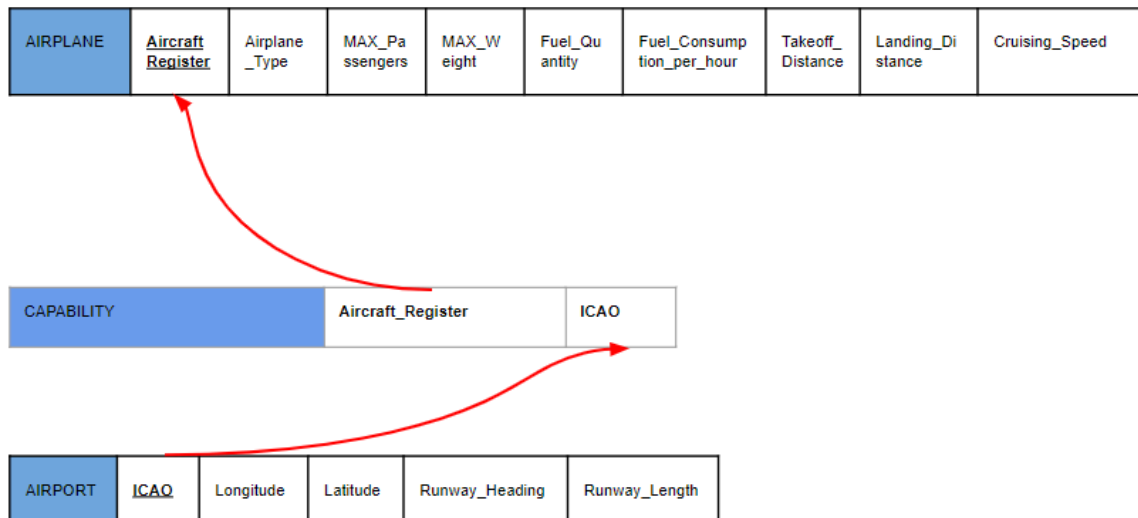 AIRPLANE
Aircraft
Register
Airplane
_Type
MAX_Pa
ssengers
MAX_W
eight
Fuel_Qu
antity
Fuel_Consump
tion_per_hour
Takeoff_
Distance
Landing_Di
stance
Cruising_Speed
CAPABILITY
Aircraft_Register
ICAO
AIRPORT
ICAO
Longitude
Latitude
Runway_Heading
Runway_Length